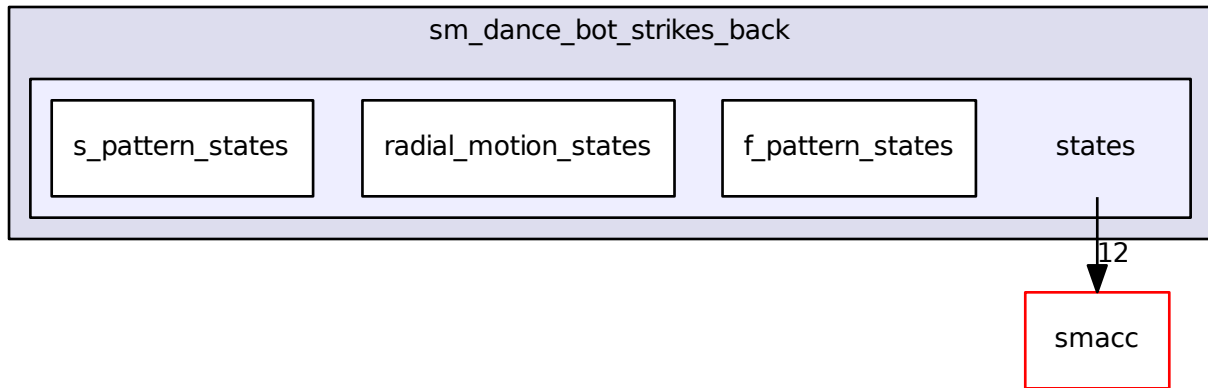 sm_dance_bot_strikes_back
s_pattern_states
radial_motion_states
f_pattern_states
states
12
smacc